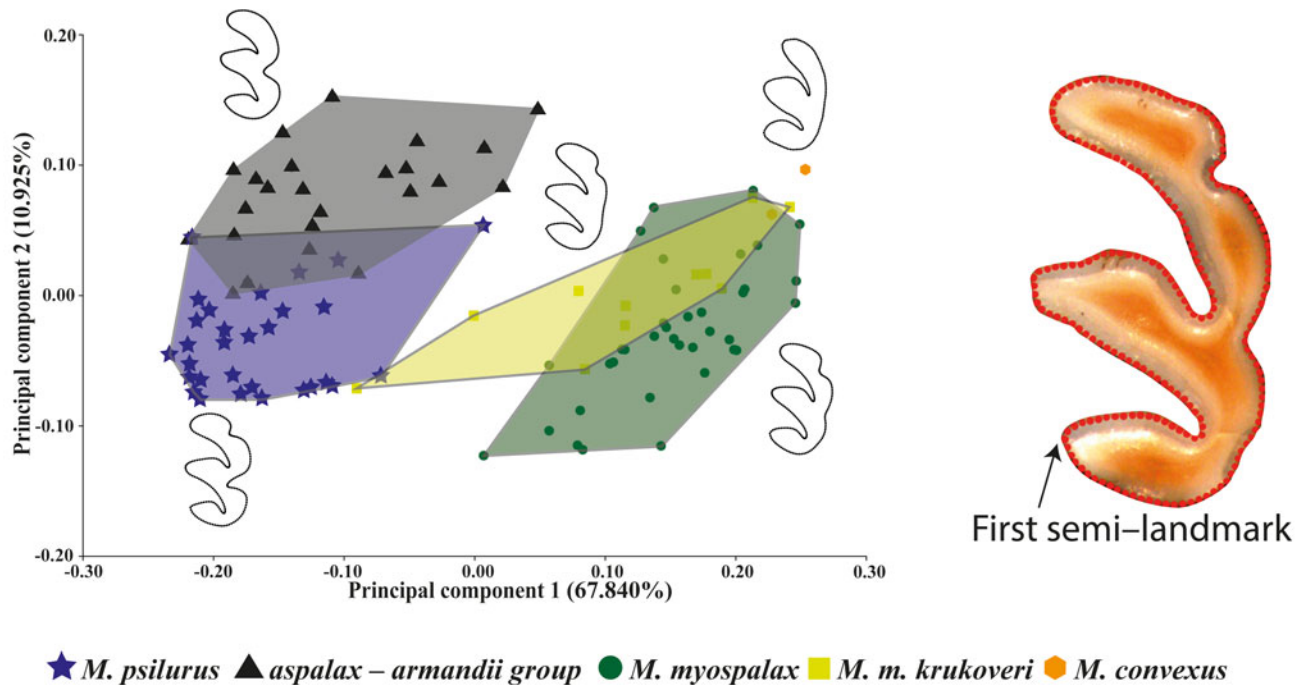 0.20
0.10
0.00
-0.10
-0.20
Principal component 2 (10.925%)
-0.30
-0.20
-0.10
0.00
0.10
0.20
0.30
Principal component 1 (67.840%)
First semi–landmark
M. psilurus
aspalax – armandii group
M. myospalax
M. m. krukoveri
M. convexus